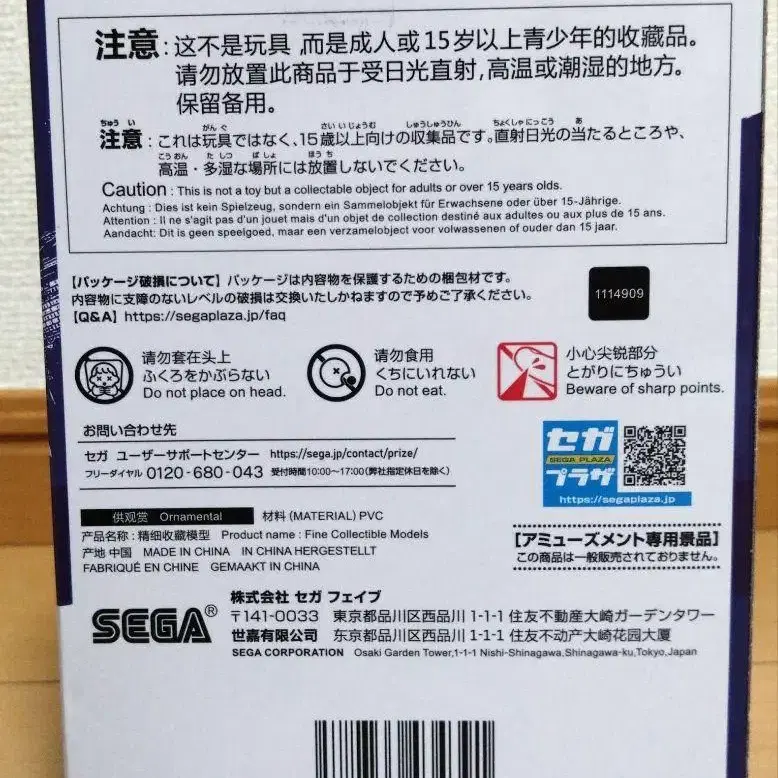 注意：这不是玩具 而是成人或15岁以上青少年的收藏品。
请勿放置此商品于受日光直射,高温或潮湿的地方。
保留备用。
ちゅう い がん ぐ さい い じょう む しゅうしゅうひん ちょくしゃ にっこう あ
注意：これは玩具ではなく、15歳以上向けの収集品です。直射日光の当たるところや、
こう おん た しつ ば しょ ほう ち
高温・多湿な場所には放置しないでください。
Caution : This is not a toy but a collectable object for adults or over 15 years olds.
Achtung : Dies ist kein Spielzeug, sondern ein Sammelobjekt für Erwachsene oder über 15-Jährige.
Attention : Il ne s'agit pas d'un jouet mais d'un objet de collection destiné aux adultes ou aux plus de 15 ans.
Aandacht: Dit is geen speelgoed, maar een verzamelobject voor volwassenen of ouder dan 15 jaar.
【パッケージ破損について】パッケージは内容物を保護するための梱包材です。
内容物に支障のないレベルの破損は交換いたしかねますので予めご了承ください。
【Q&A】https://segaplaza.jp/faq
1114909
请勿套在头上
ふくろをかぶらない
Do not place on head.
请勿食用
くちにいれない
Do not eat.
小心尖锐部分
とがりにちゅうい
Beware of sharp points.
お問い合わせ先
セガ ユーザーサポートセンター https://sega.jp/contact/prize/
フリーダイヤル 0120-680-043 受付時間10:00～17:00(弊社指定休日を除く)
セガ
SEGA PLAZA
プラザ
https://segaplaza.jp
供观赏 Ornamental 材料 (MATERIAL) PVC
产品名称 : 精细收藏模型 Product name : Fine Collectible Models
产地 中国 MADE IN CHINA IN CHINA HERGESTELLT
FABRIQUÉ EN CHINE GEMAAKT IN CHINA
【アミューズメント専用景品】
この商品は一般販売されておりません。
SEGA®
株式会社 セガ フェイブ
〒141-0033 東京都品川区西品川 1-1-1 住友不動産大崎ガーデンタワー
世嘉有限公司 东京都品川区西品川 1-1-1 住友不动产大崎花园大厦
SEGA CORPORATION Osaki Garden Tower,1-1-1 Nishi-Shinagawa,Shinagawa-ku,Tokyo,Japan